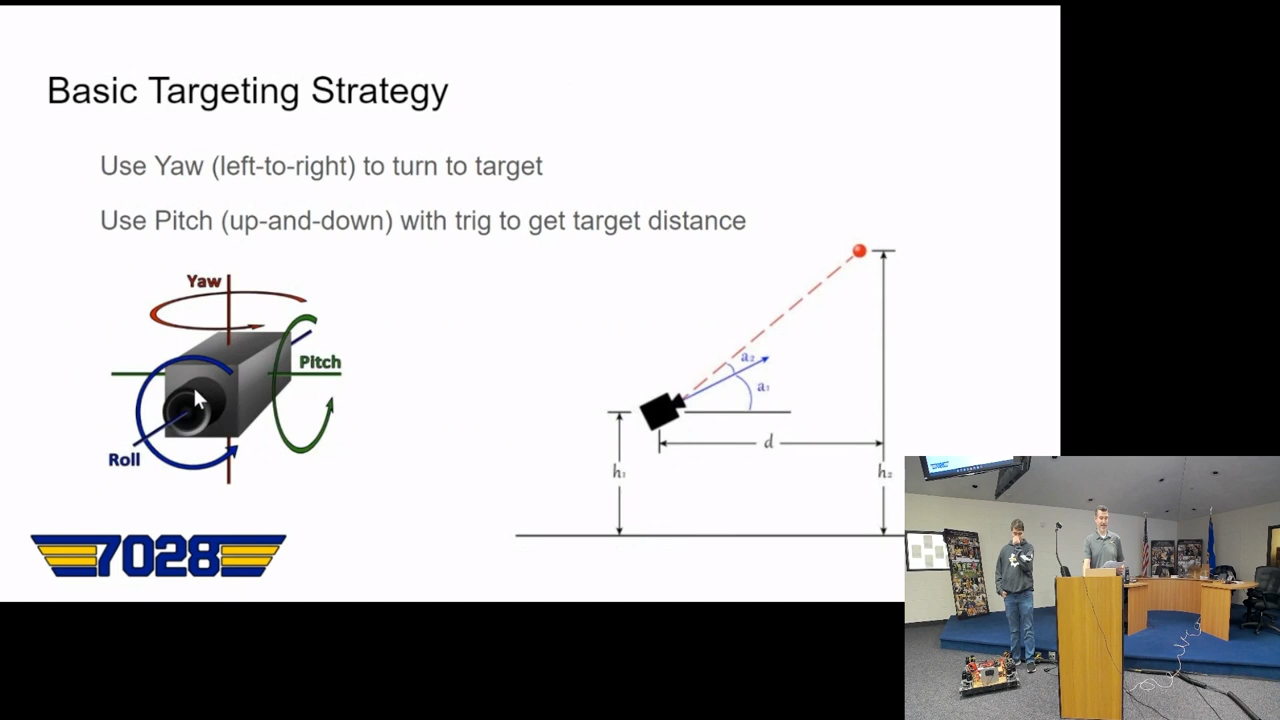 Basic Targeting Strategy
Use Yaw (left-to-right) to turn to target
Use Pitch (up-and-down) with trig to get target distance
Yaw
Pitch
Roll
a₂
a₁
d
h₁
h₂
7028